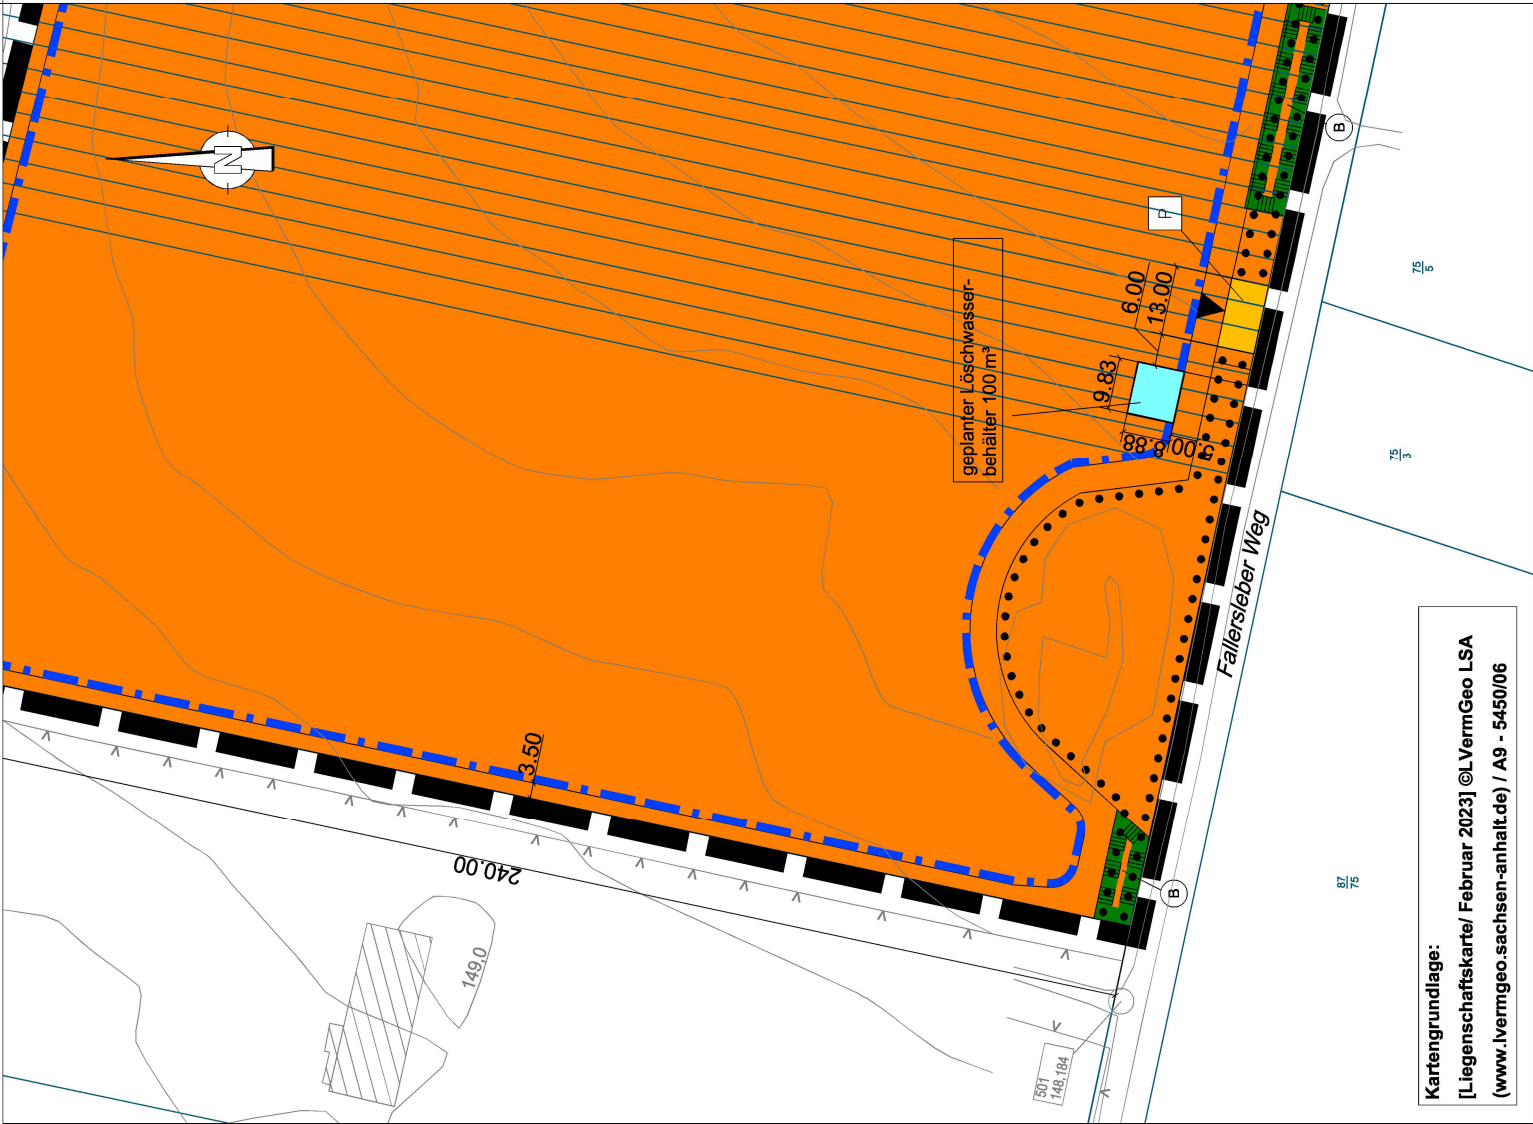 N
geplanter Löschwasser-
behälter 100 m³
6.00
13.00
9.83
8.88
5.00
P
B
75
5
75
3
Fallersleber Weg
3.50
240.00
149,0
501
148,184
B
87
75
Kartengrundlage:
[Liegenschaftskarte/ Februar 2023] ©LVermGeo LSA
(www.lvermgeo.sachsen-anhalt.de) / A9 - 5450/06